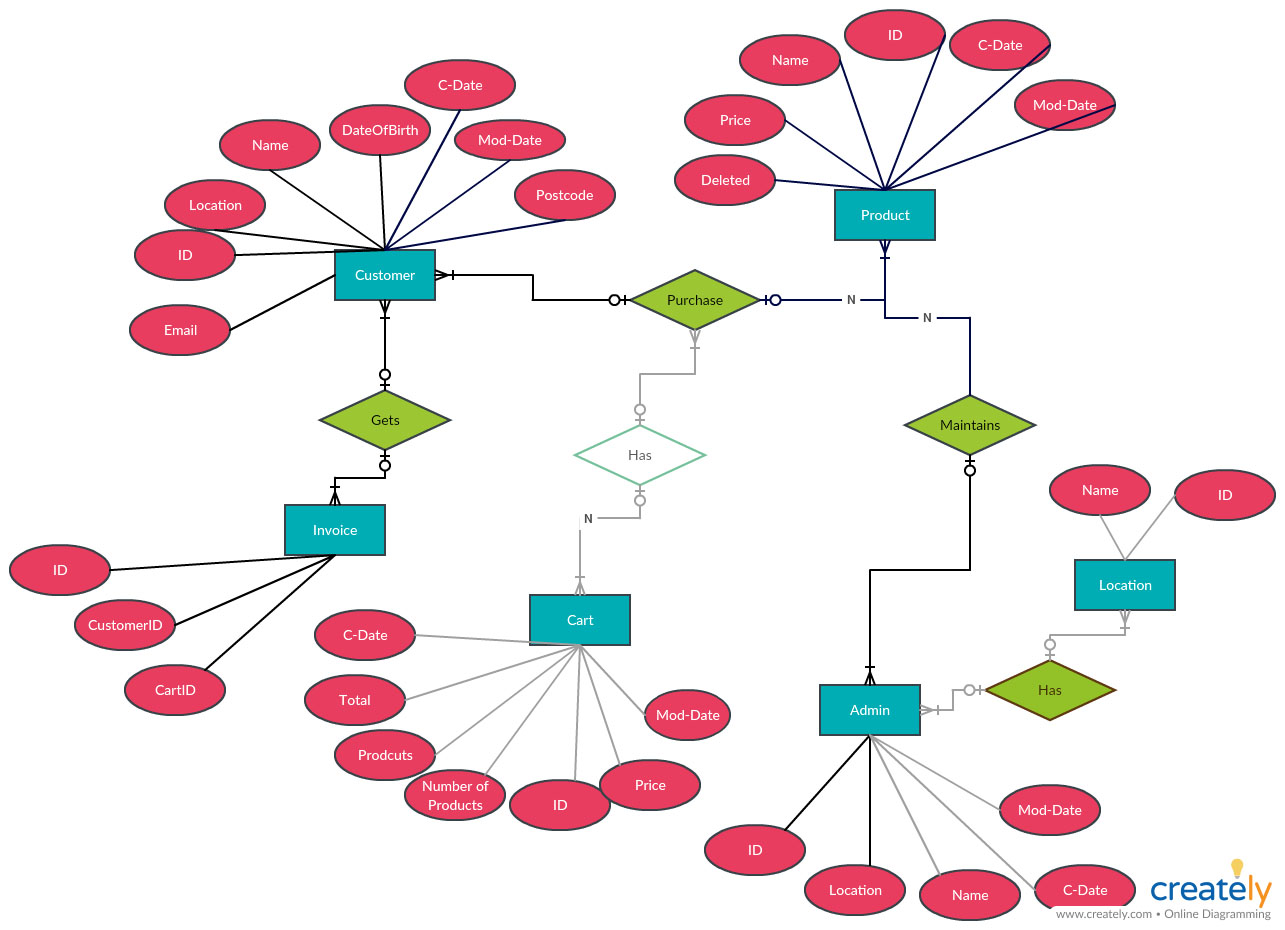 ID
C-Date
Name
C-Date
Mod-Date
Price
DateOfBirth
Mod-Date
Name
Deleted
Postcode
Location
Product
ID
Customer
Purchase
N
N
Email
Gets
Maintains
Has
Name
ID
N
Invoice
ID
Location
Cart
CustomerID
C-Date
CartID
Has
Total
Mod-Date
Admin
Prodcuts
Number of
Products
Price
ID
Mod-Date
ID
Location
Name
C-Date
creately
www.creately.com • Online Diagramming